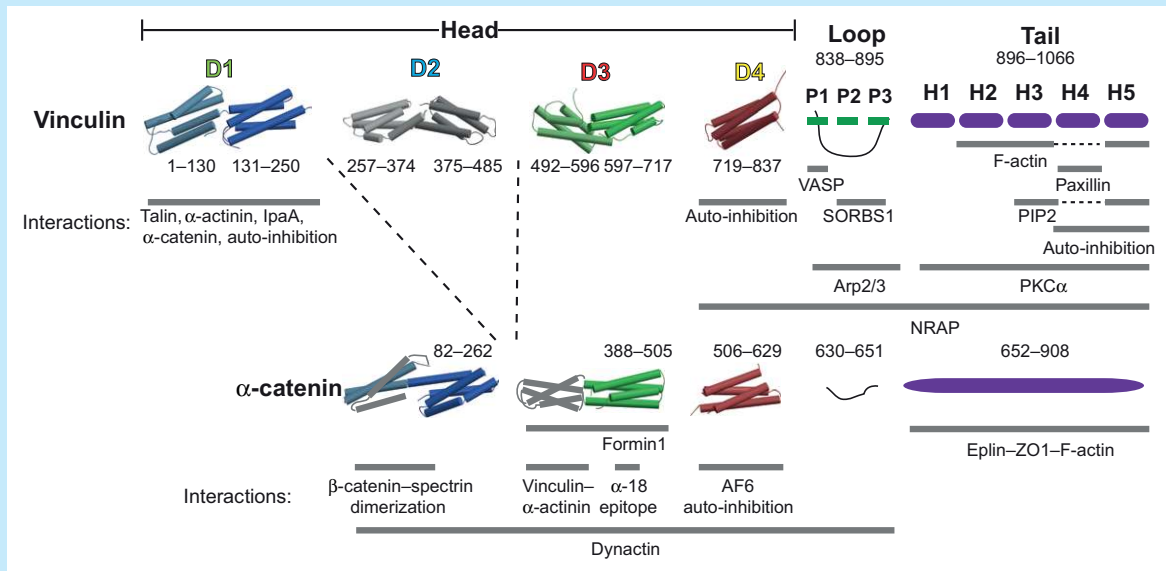 Head
Loop
838–895
Tail
896–1066
D1
D2
D3
D4
P1 P2 P3
H1 H2 H3 H4 H5
Vinculin
1–130 131–250
257–374 375–485
492–596 597–717
719–837
VASP
F-actin
Paxillin
Interactions:
Talin, α-actinin, IpaA,
α-catenin, auto-inhibition
Auto-inhibition
SORBS1
PIP2
Auto-inhibition
Arp2/3
PKCα
NRAP
82–262
388–505
506–629
630–651
652–908
α-catenin
Formin1
Eplin–ZO1–F-actin
Interactions:
β-catenin–spectrin
dimerization
Vinculin–
α-actinin
α-18
epitope
AF6
auto-inhibition
Dynactin